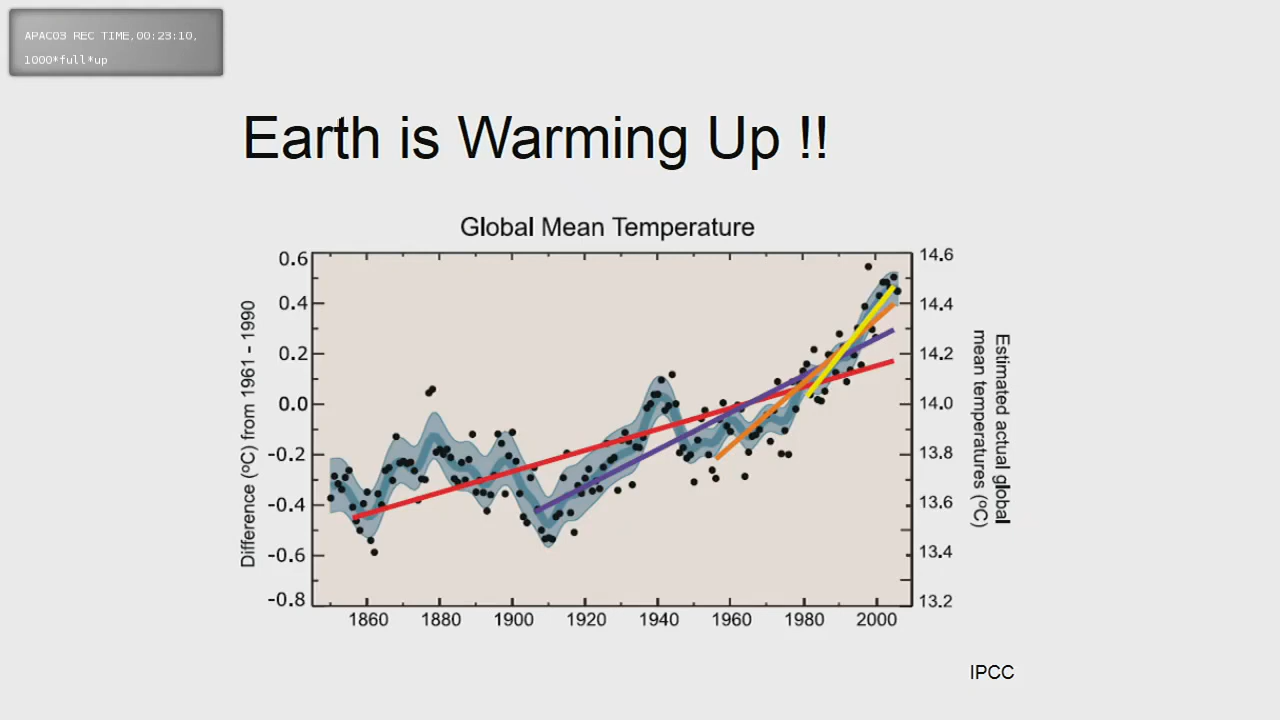 APAC03 REC TIME,00:23:10,
1000*full*up
Earth is Warming Up !!
Global Mean Temperature
Difference (ºC) from 1961 - 1990
0.6
0.4
0.2
0.0
-0.2
-0.4
-0.6
-0.8
14.6
14.4
14.2
14.0
13.8
13.6
13.4
13.2
Estimated actual global
mean temperatures (ºC)
1860 1880 1900 1920 1940 1960 1980 2000
IPCC